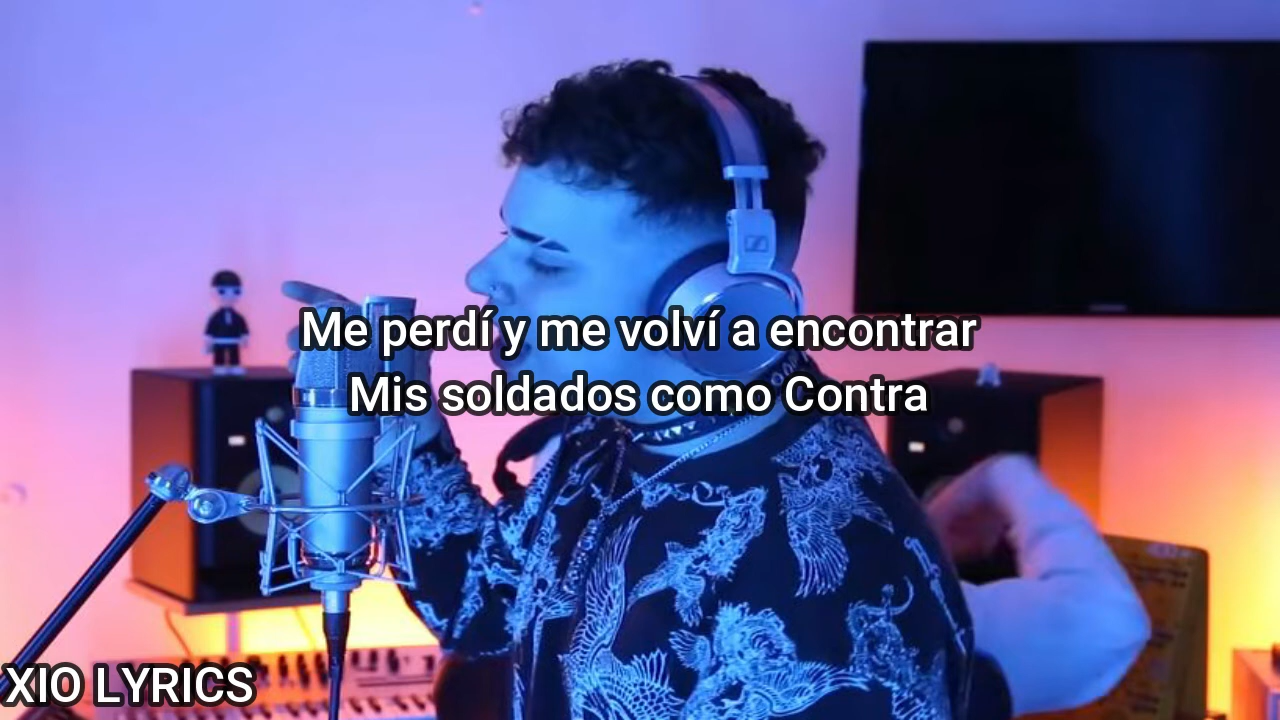 Me perdí y me volví a encontrar
Mis soldados como Contra
XIO LYRICS